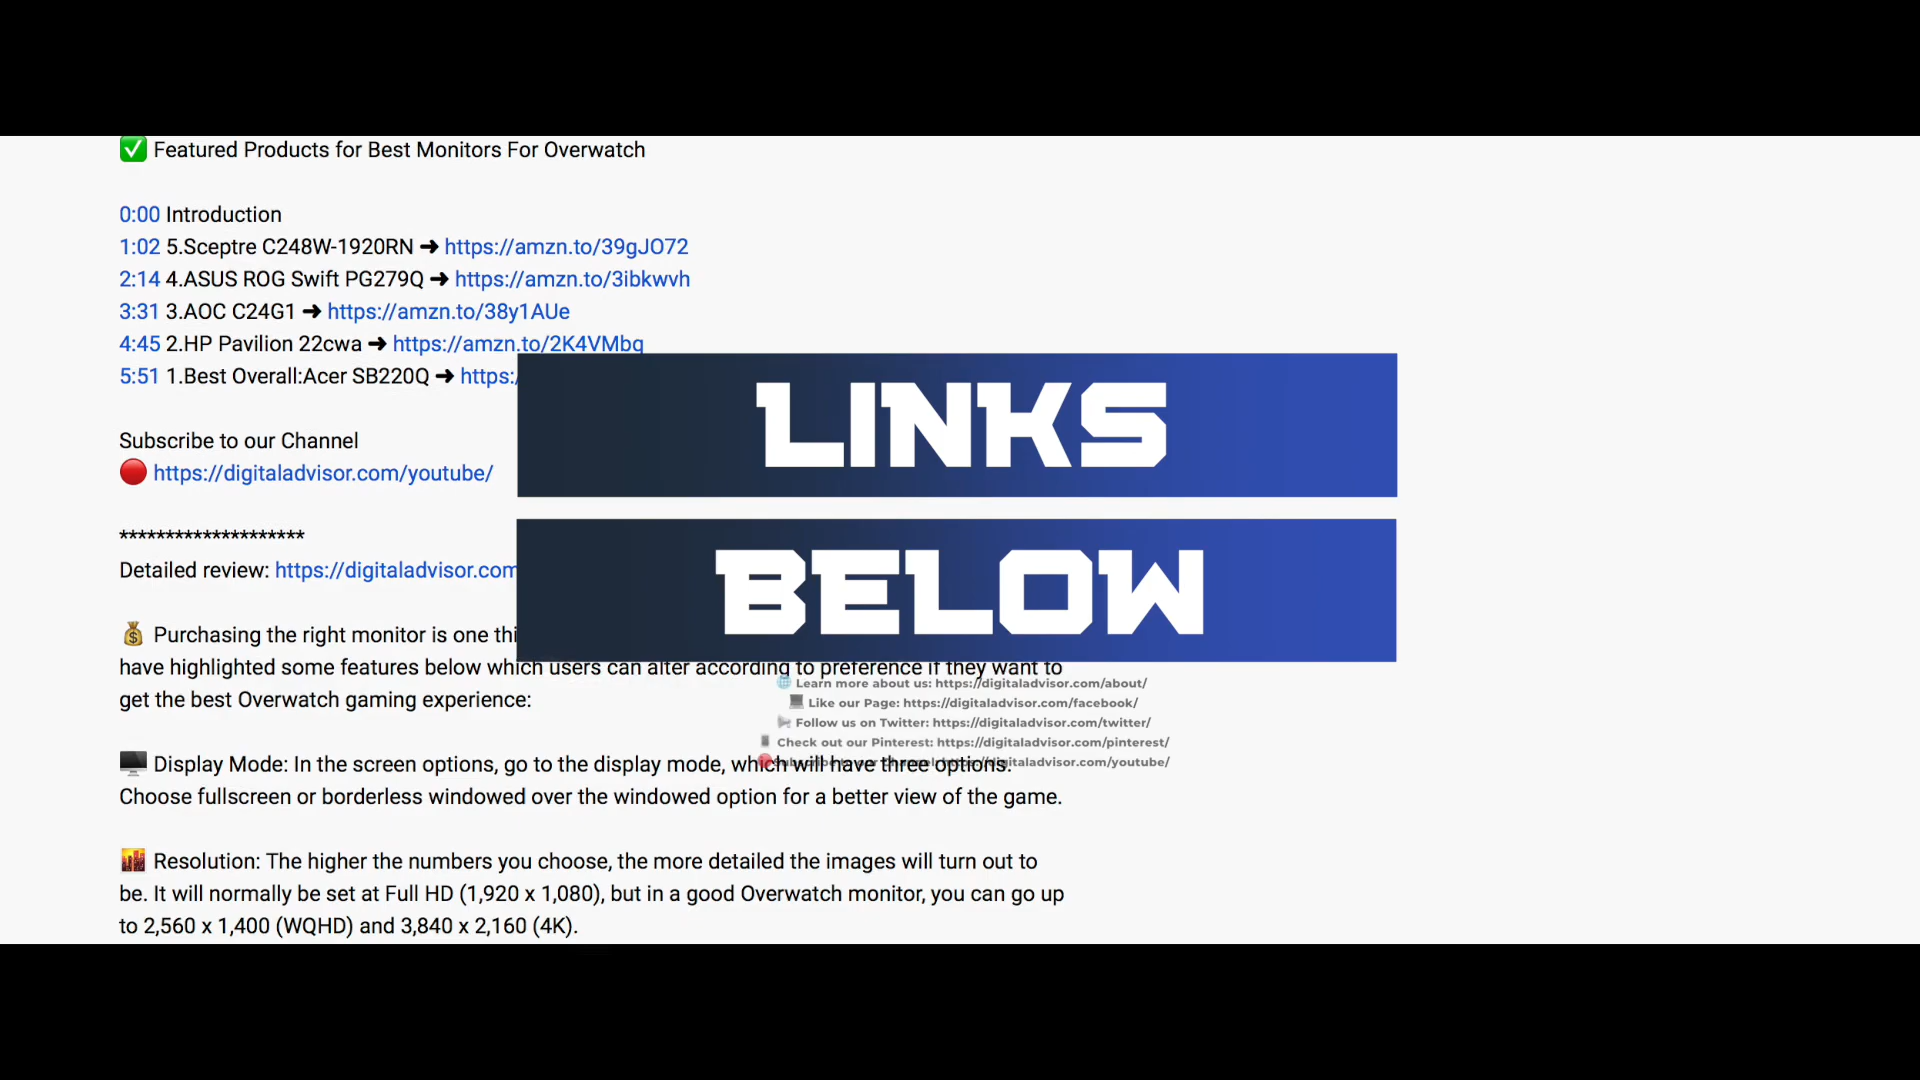 ✅ Featured Products for Best Monitors For Overwatch
0:00 Introduction
1:02 5.Sceptre C248W-1920RN ➜ https://amzn.to/39gJO72
2:14 4.ASUS ROG Swift PG279Q ➜ https://amzn.to/3ibkwvh
3:31 3.AOC C24G1 ➜ https://amzn.to/38y1AUe
4:45 2.HP Pavilion 22cwa ➜ https://amzn.to/2K4VMbq
5:51 1.Best Overall:Acer SB220Q ➜ https:/
LINKS
Subscribe to our Channel
🔴 https://digitaladvisor.com/youtube/
********************
Detailed review: https://digitaladvisor.com
BELOW
💰 Purchasing the right monitor is one
have highlighted some features below which users can alter according to preference if they want to
get the best Overwatch gaming experience:
🌐 Learn more about us: https://digitaladvisor.com/about/
💻 Like our Page: https://digitaladvisor.com/facebook/
📢 Follow us on Twitter: https://digitaladvisor.com/twitter/
📱 Check out our Pinterest: https://digitaladvisor.com/pinterest/
🔴 Subscribe to our Channel: https://digitaladvisor.com/youtube/
🖥️ Display Mode: In the screen options, go to the display mode, which will have three options.
Choose fullscreen or borderless windowed over the windowed option for a better view of the game.
🌇 Resolution: The higher the numbers you choose, the more detailed the images will turn out to
be. It will normally be set at Full HD (1,920 x 1,080), but in a good Overwatch monitor, you can go up
to 2,560 x 1,400 (WQHD) and 3,840 x 2,160 (4K).